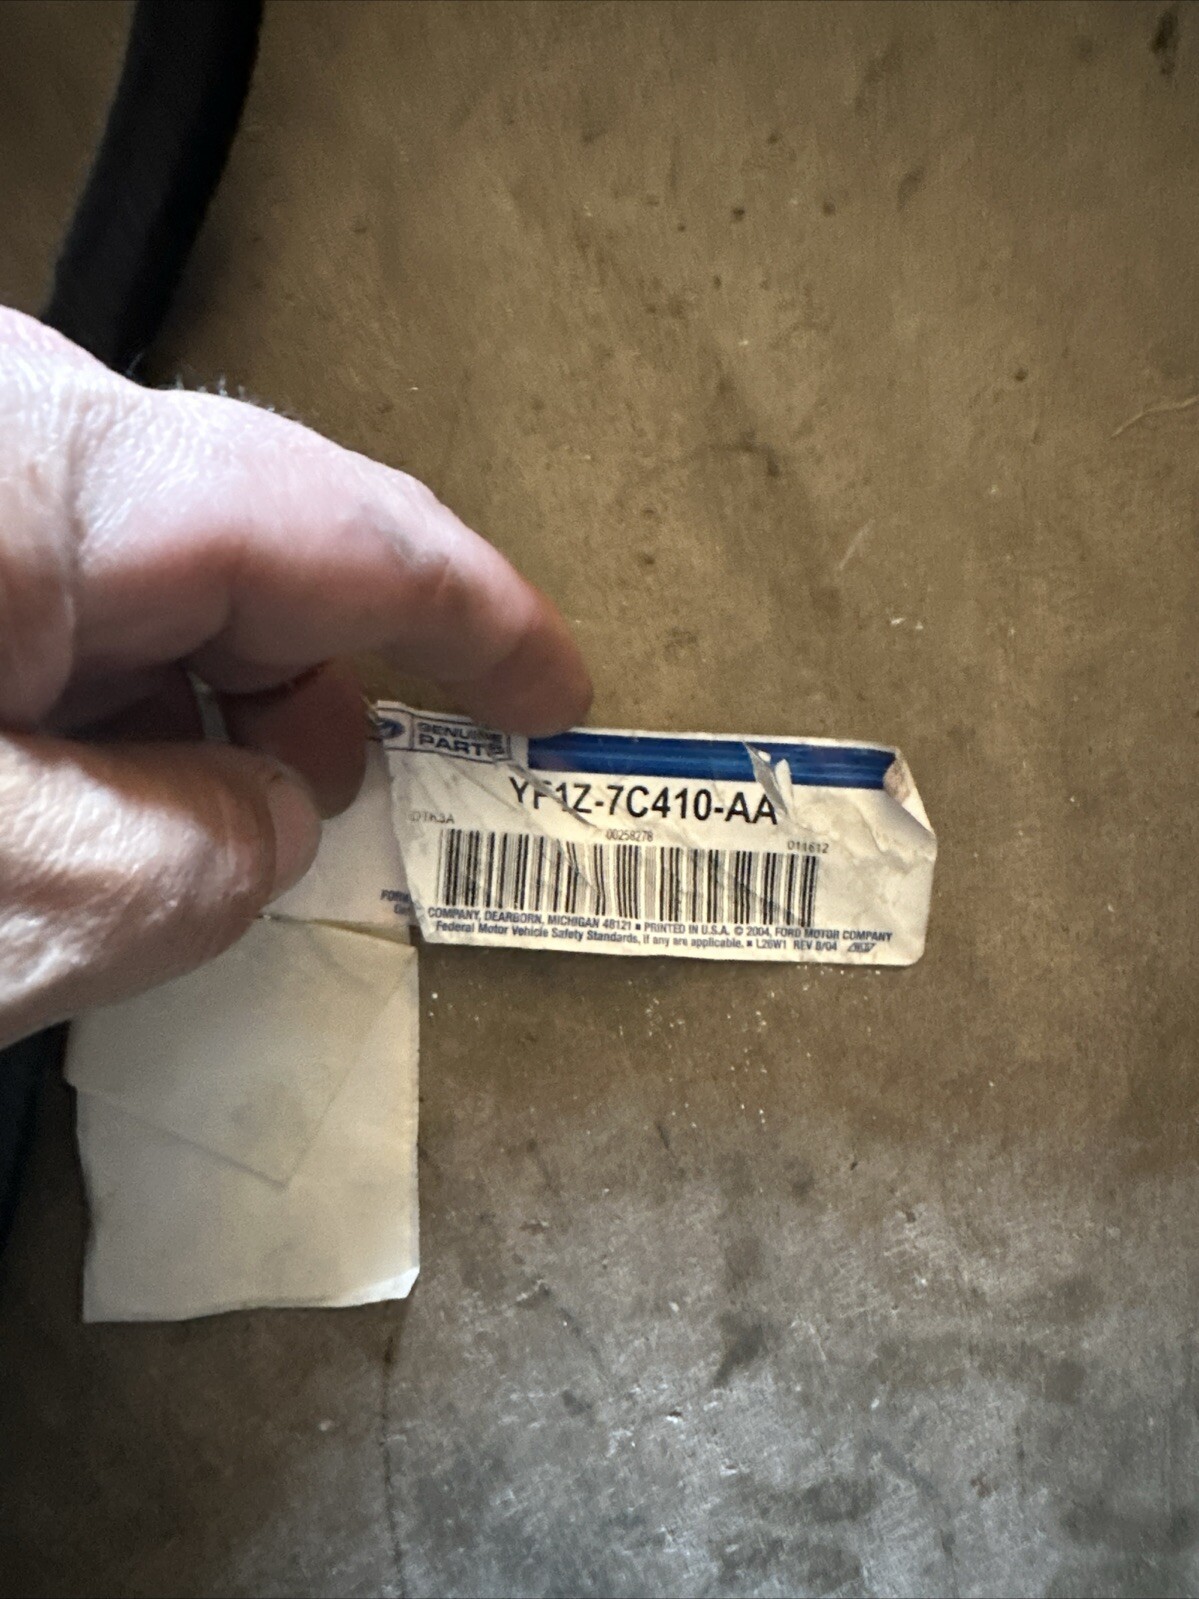 GENUINE
PARTS
YF1Z-7C410-AA
00258278
011612
COMPANY, DEARBORN, MICHIGAN 48121 ■ PRINTED IN U.S.A. © 2004, FORD MOTOR COMPANY
Federal Motor Vehicle Safety Standards, if any are applicable. ■ L26W1 REV 8/04